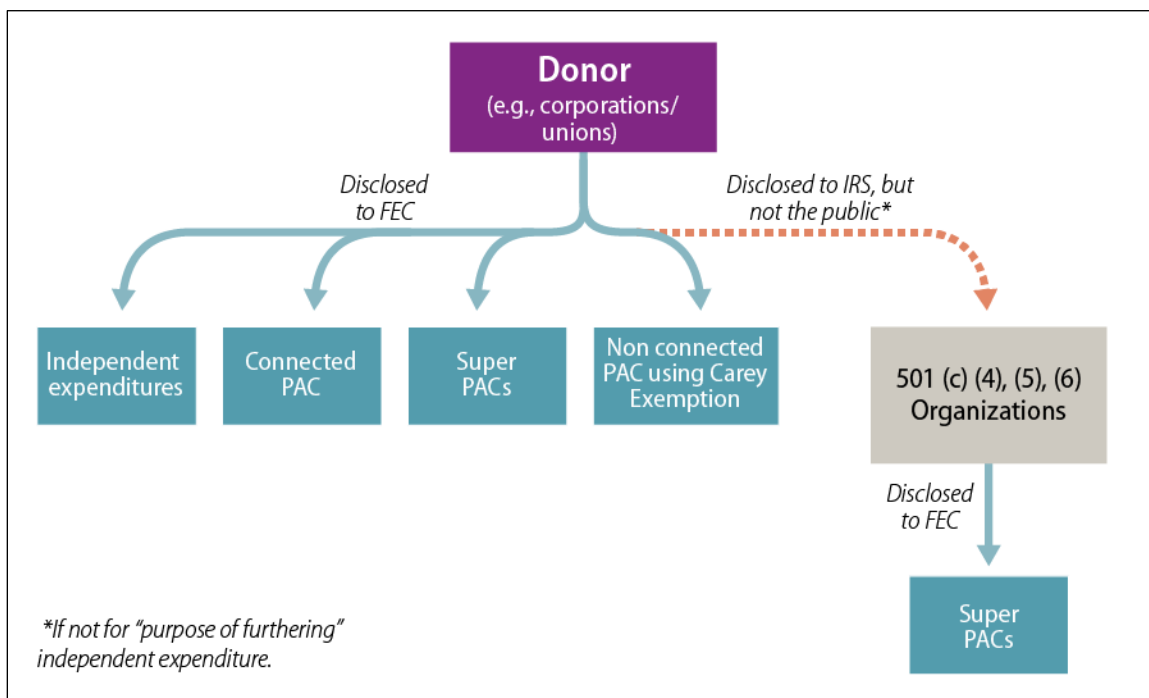 Donor
(e.g., corporations/
unions)
Disclosed
to FEC
Disclosed to IRS, but
not the public*
Independent
expenditures
Connected
PAC
Super
PACs
Non connected
PAC using Carey
Exemption
501 (c) (4), (5), (6)
Organizations
Disclosed
to FEC
Super
PACs
*If not for “purpose of furthering”
independent expenditure.